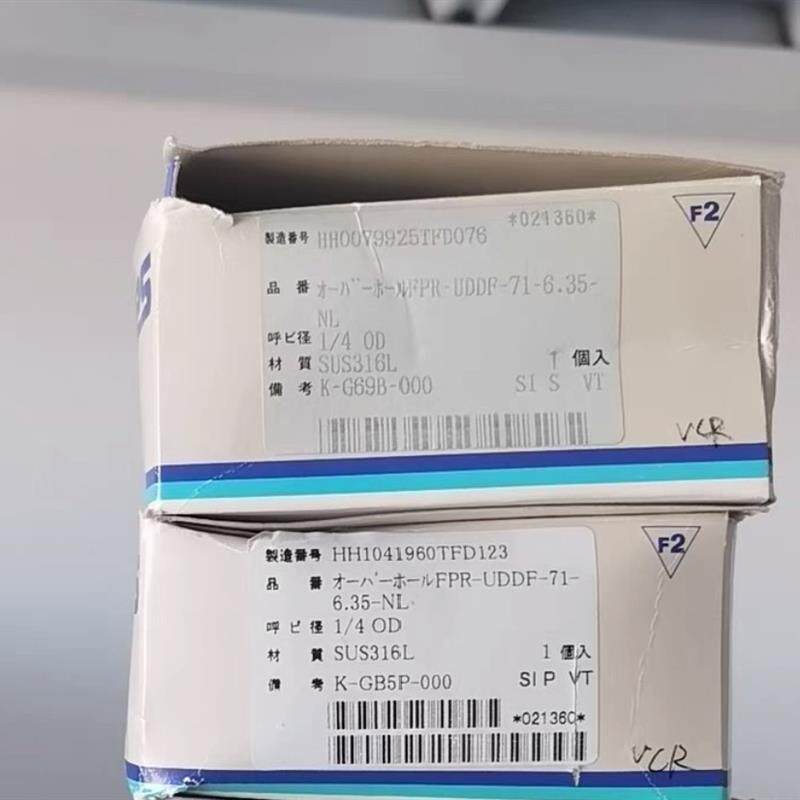 *021360*
F2
製造番号 HH0079925TFD076
品番 オーバーホールFPR-UDDF-71-6.35-
NL
呼ビ径 1/4 OD
材質 SUS316L 1 個入
備考 K-G69B-000 SI S VT
VCR
製造番号 HH1041960TFD123
F2
品番 オーバーホールFPR-UDDF-71-
6.35-NL
呼ビ径 1/4 OD
材質 SUS316L 1 個入
備考 K-GB5P-000 SI P VT
*021360*
VCR